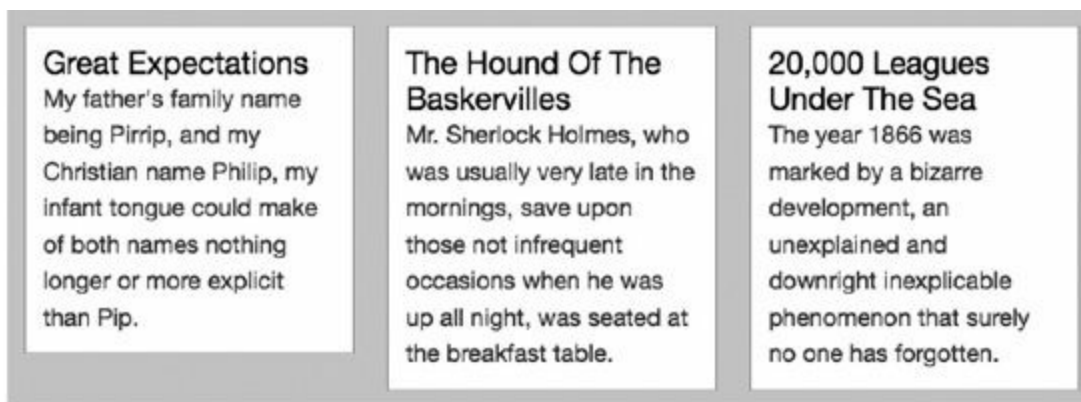 Great Expectations
My father's family name
being Pirrip, and my
Christian name Philip, my
infant tongue could make
of both names nothing
longer or more explicit
than Pip.
The Hound Of The
Baskervilles
Mr. Sherlock Holmes, who
was usually very late in the
mornings, save upon
those not infrequent
occasions when he was
up all night, was seated at
the breakfast table.
20,000 Leagues
Under The Sea
The year 1866 was
marked by a bizarre
development, an
unexplained and
downright inexplicable
phenomenon that surely
no one has forgotten.